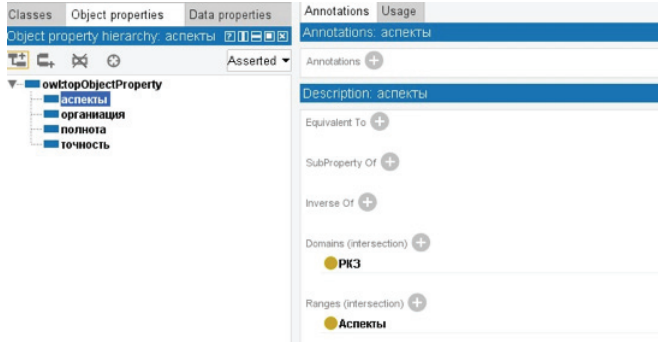 Classes Object properties Data properties
Object property hierarchy: аспекты
Asserted
owl:topObjectProperty
аспекты
органиация
полнота
точность
Annotations Usage
Annotations: аспекты
Annotations
Description: аспекты
Equivalent To
SubProperty Of
Inverse Of
Domains (intersection)
РКЗ
Ranges (intersection)
Аспекты